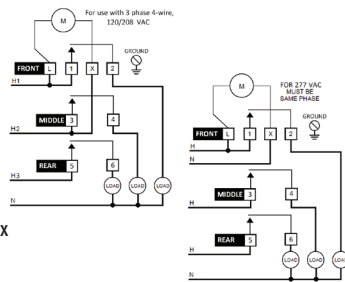 For use with 3 phase 4-wire,
120/208 VAC
M
GROUND
FRONT L 1 X 2
H1
MIDDLE 3 4
H2
REAR 5 6
H3
LOAD LOAD LOAD
N
X
M
FOR 277 VAC
MUST BE
SAME PHASE
GROUND
FRONT L 1 X 2
H
N
MIDDLE 3 4
H
REAR 5 6
H
LOAD LOAD LOAD
N